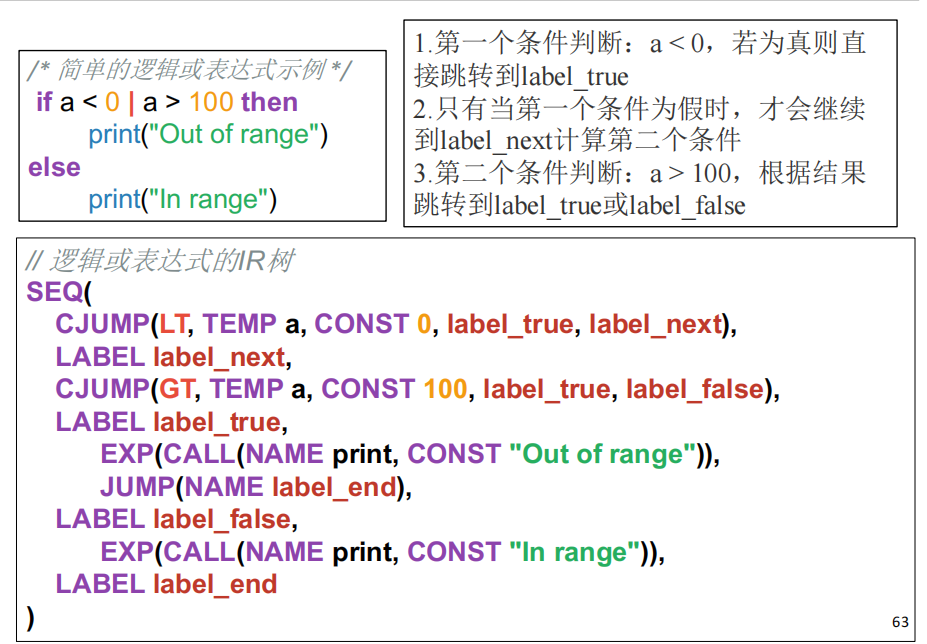 /* 简单的逻辑或表达式示例 */
if a < 0 | a > 100 then
print("Out of range")
else
print("In range")
1.第一个条件判断：a < 0，若为真则直
接跳转到label_true
2.只有当第一个条件为假时，才会继续
到label_next计算第二个条件
3.第二个条件判断：a > 100，根据结果
跳转到label_true或label_false
// 逻辑或表达式的IR树
SEQ(
CJUMP(LT, TEMP a, CONST 0, label_true, label_next),
LABEL label_next,
CJUMP(GT, TEMP a, CONST 100, label_true, label_false),
LABEL label_true,
EXP(CALL(NAME print, CONST "Out of range")),
JUMP(NAME label_end),
LABEL label_false,
EXP(CALL(NAME print, CONST "In range")),
LABEL label_end
)
63